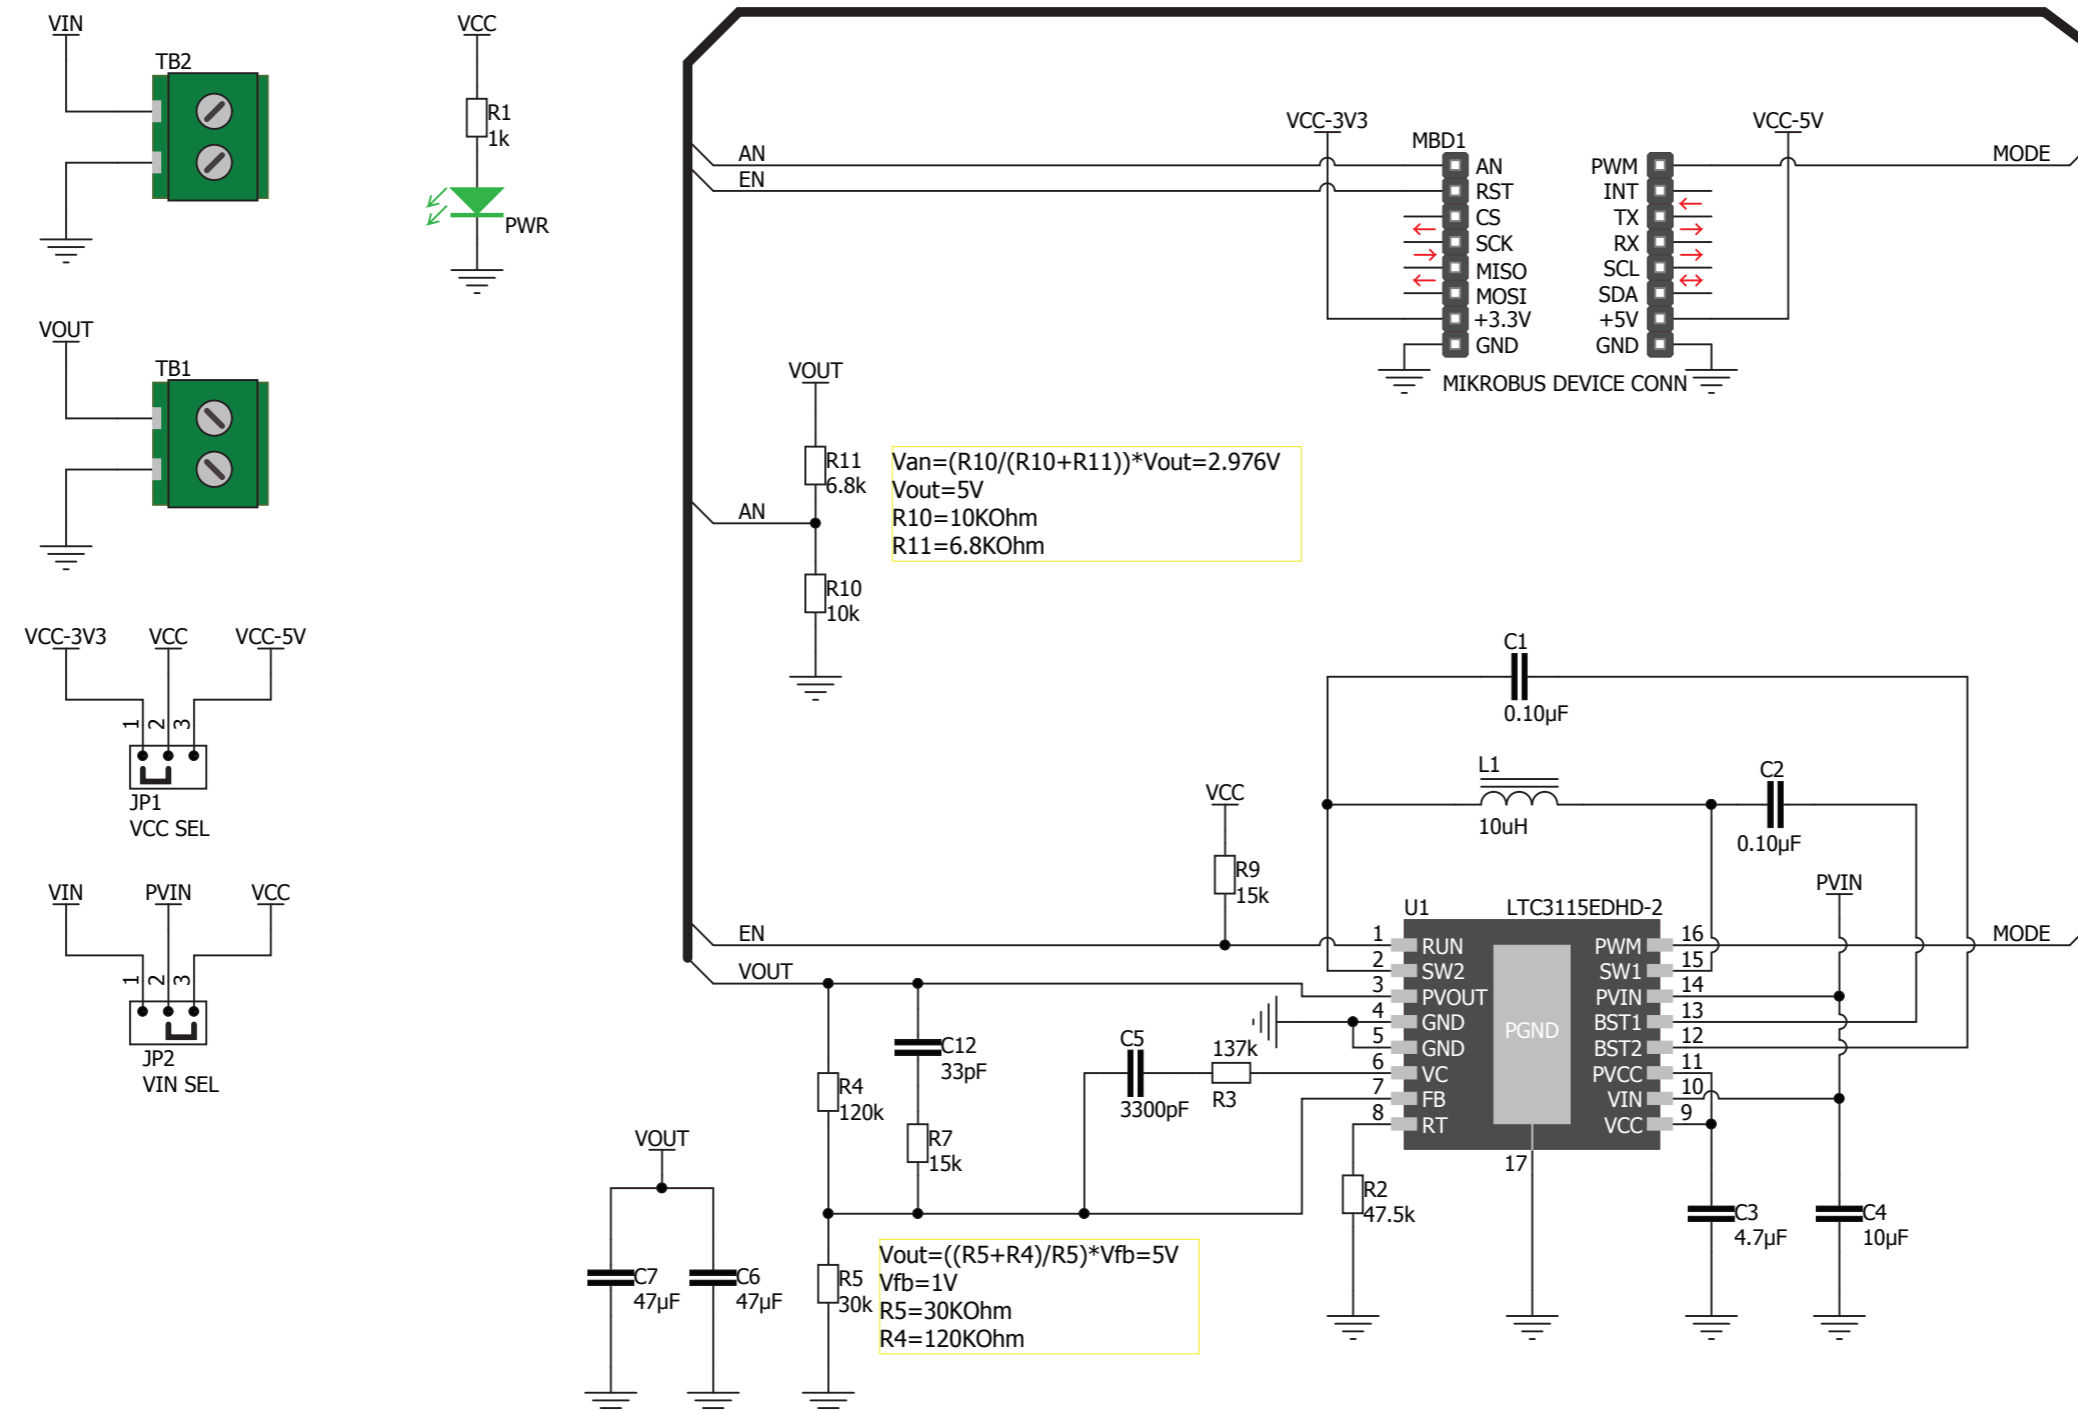 VIN
TB2
VCC
R1
1k
PWR
VOUT
TB1
VCC-3V3
VCC
VCC-5V
1
2
3
JP1
VCC SEL
VIN
PVIN
VCC
1
2
3
JP2
VIN SEL
AN
EN
VCC-3V3
MBD1
AN
RST
CS
SCK
MISO
MOSI
+3.3V
GND
VCC-5V
PWM
INT
TX
RX
SCL
SDA
+5V
GND
MODE
MIKROBUS DEVICE CONN
VOUT
R11
6.8k
AN
R10
10k
Van=(R10/(R10+R11))*Vout=2.976V
Vout=5V
R10=10KOhm
R11=6.8KOhm
C1
0.10µF
L1
10uH
C2
0.10µF
VCC
R9
15k
PVIN
EN
VOUT
U1
LTC3115EDHD-2
1
RUN
2
SW2
3
PVOUT
4
GND
5
GND
6
VC
7
FB
8
RT
PGND
17
PWM
16
SW1
15
PVIN
14
BST1
13
BST2
12
PVCC
11
VIN
10
VCC
9
MODE
C12
33pF
R4
120k
R7
15k
C5
3300pF
137k
R3
R2
47.5k
C3
4.7µF
C4
10µF
VOUT
C7
47µF
C6
47µF
R5
30k
Vout=((R5+R4)/R5)*Vfb=5V
Vfb=1V
R5=30KOhm
R4=120KOhm